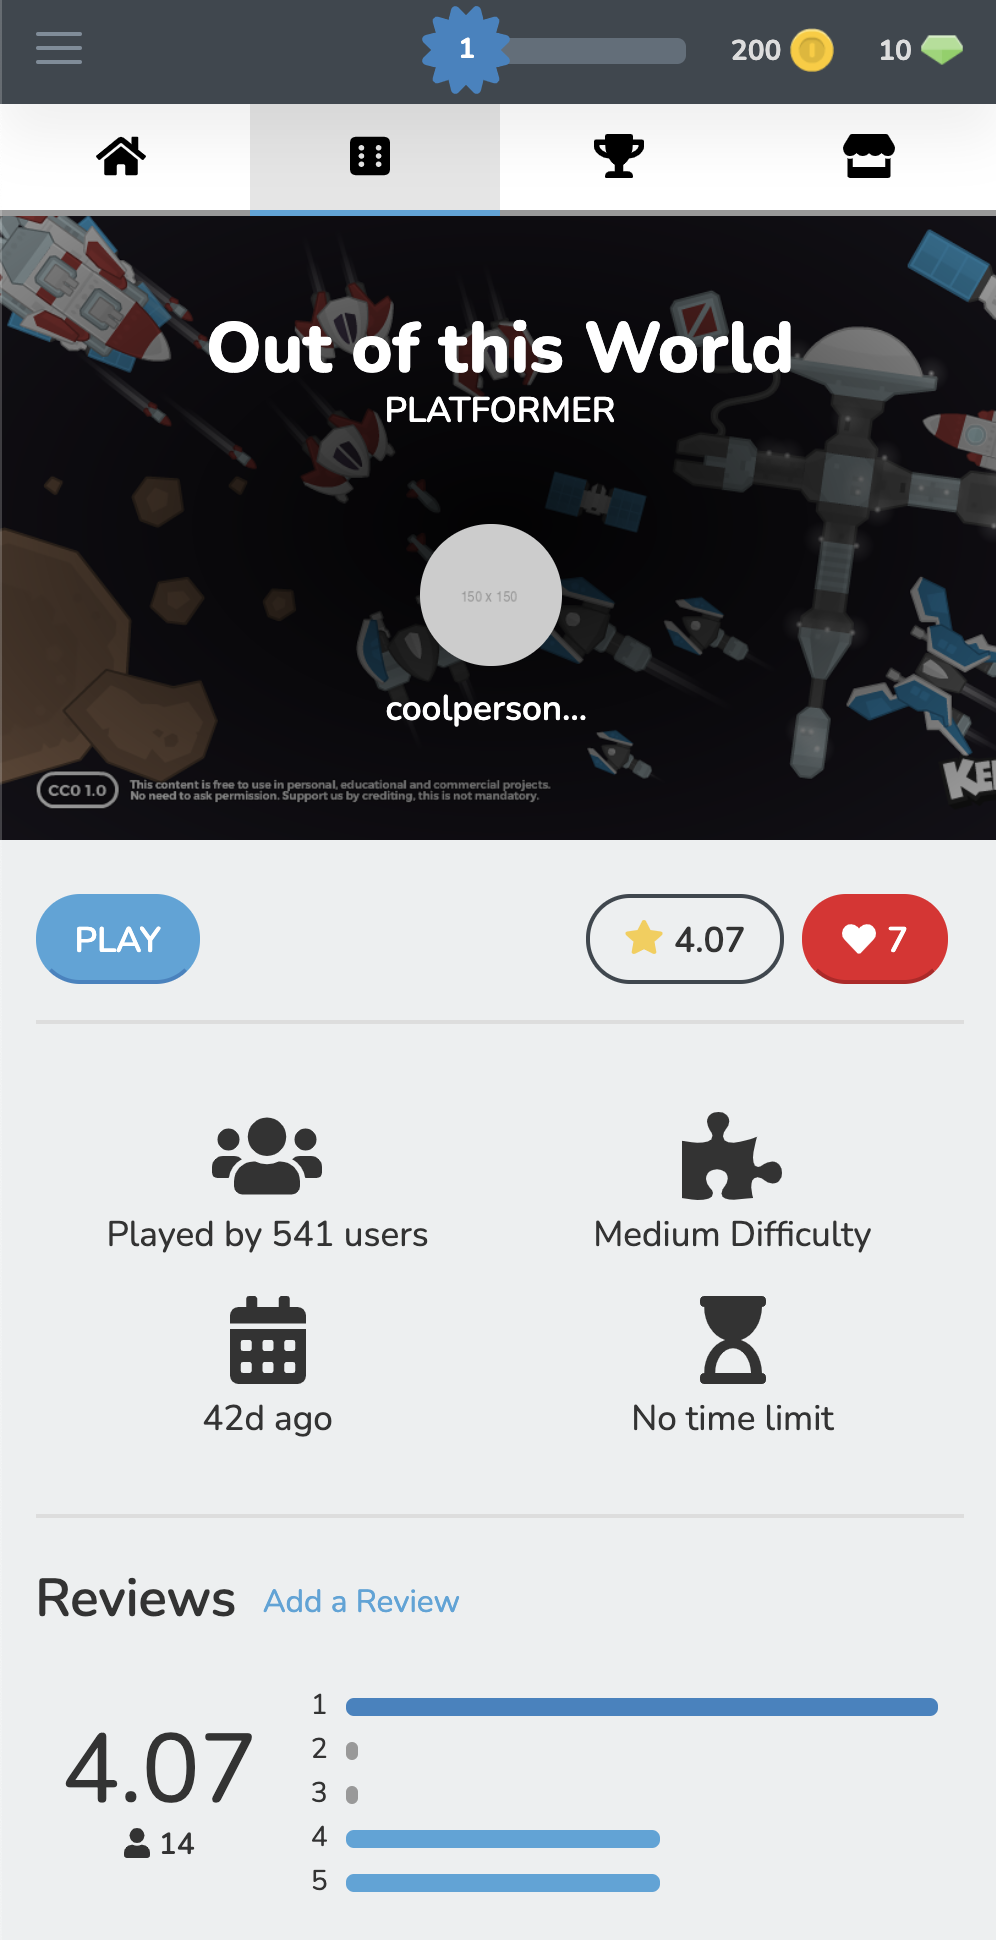 1
200
10
Out of this World
PLATFORMER
150 x 150
coolperson...
CC0 1.0
This content is free to use in personal, educational and commercial projects.
No need to ask permission. Support us by crediting, this is not mandatory.
KE
PLAY
4.07
7
Played by 541 users
Medium Difficulty
42d ago
No time limit
Reviews
Add a Review
4.07
14
1
2
3
4
5